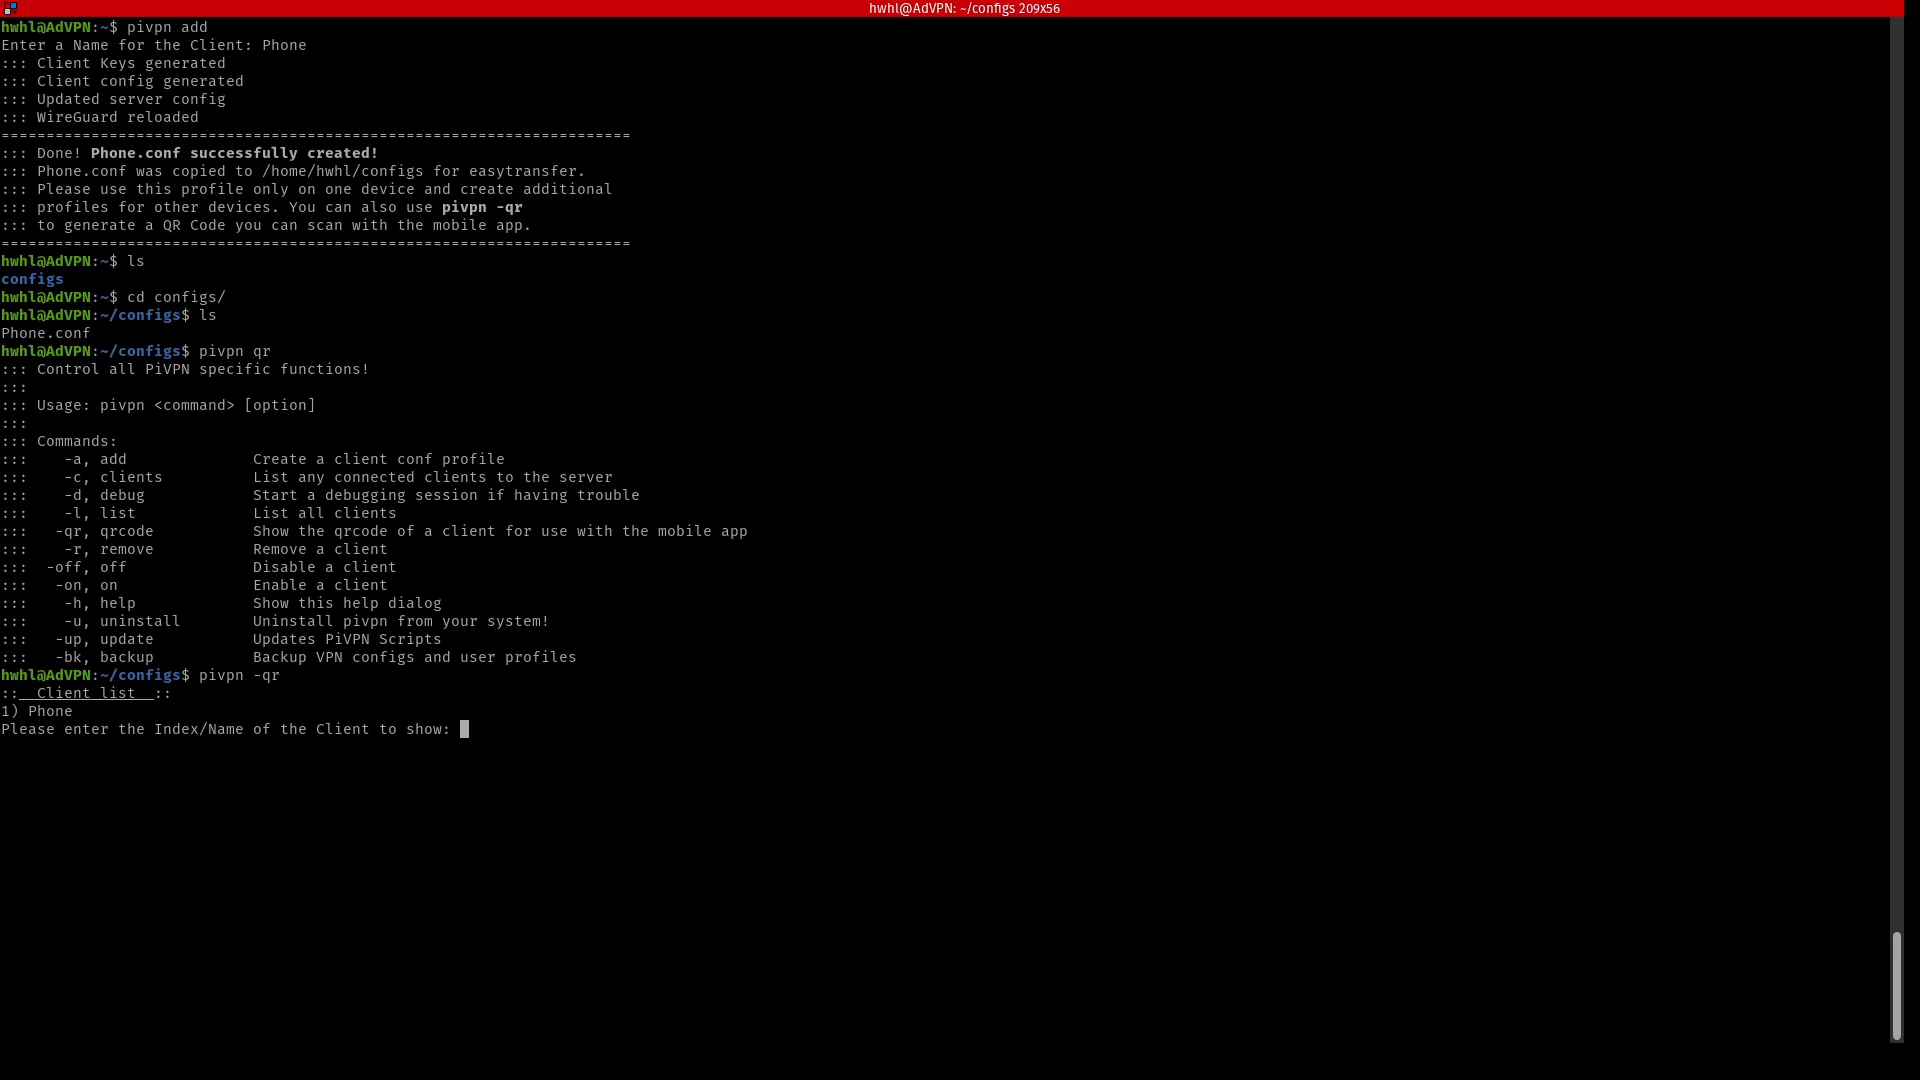 hwhl@AdVPN: ~/configs 209x56
hwhl@AdVPN:~$ pivpn add
Enter a Name for the Client: Phone
::: Client Keys generated
::: Client config generated
::: Updated server config
::: WireGuard reloaded
======================================================================
::: Done! Phone.conf successfully created!
::: Phone.conf was copied to /home/hwhl/configs for easytransfer.
::: Please use this profile only on one device and create additional
::: profiles for other devices. You can also use pivpn -qr
::: to generate a QR Code you can scan with the mobile app.
======================================================================
hwhl@AdVPN:~$ ls
configs
hwhl@AdVPN:~$ cd configs/
hwhl@AdVPN:~/configs$ ls
Phone.conf
hwhl@AdVPN:~/configs$ pivpn qr
::: Control all PiVPN specific functions!
:::
::: Usage: pivpn <command> [option]
:::
::: Commands:
:::    -a, add              Create a client conf profile
:::    -c, clients          List any connected clients to the server
:::    -d, debug            Start a debugging session if having trouble
:::    -l, list             List all clients
:::   -qr, qrcode           Show the qrcode of a client for use with the mobile app
:::    -r, remove           Remove a client
:::  -off, off              Disable a client
:::   -on, on               Enable a client
:::    -h, help             Show this help dialog
:::    -u, uninstall        Uninstall pivpn from your system!
:::   -up, update           Updates PiVPN Scripts
:::   -bk, backup           Backup VPN configs and user profiles
hwhl@AdVPN:~/configs$ pivpn -qr
::  Client list  ::
1) Phone
Please enter the Index/Name of the Client to show: